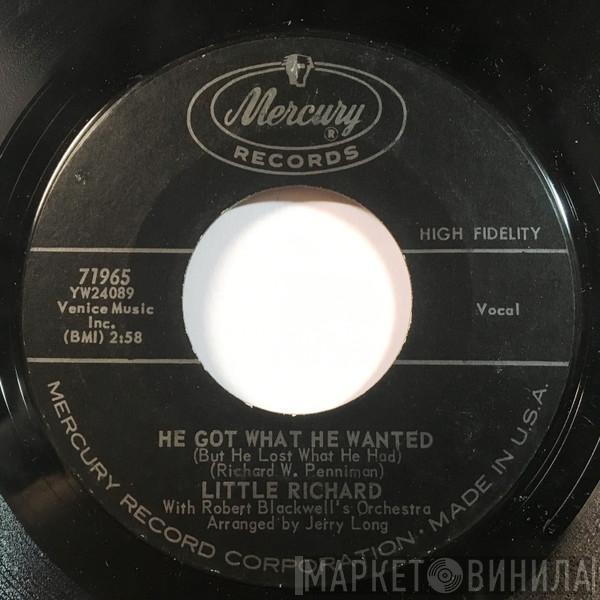 Mercury
®
RECORDS
HIGH FIDELITY
71965
YW24089
Venice Music
Inc.
(BMI) 2:58
Vocal
HE GOT WHAT HE WANTED
(But He Lost What He Had)
(Richard W. Penniman)
LITTLE RICHARD
With Robert Blackwell's Orchestra
Arranged by Jerry Long
MERCURY RECORD CORPORATION • MADE IN U.S.A.
МАРКЕТ ВИНИЛА